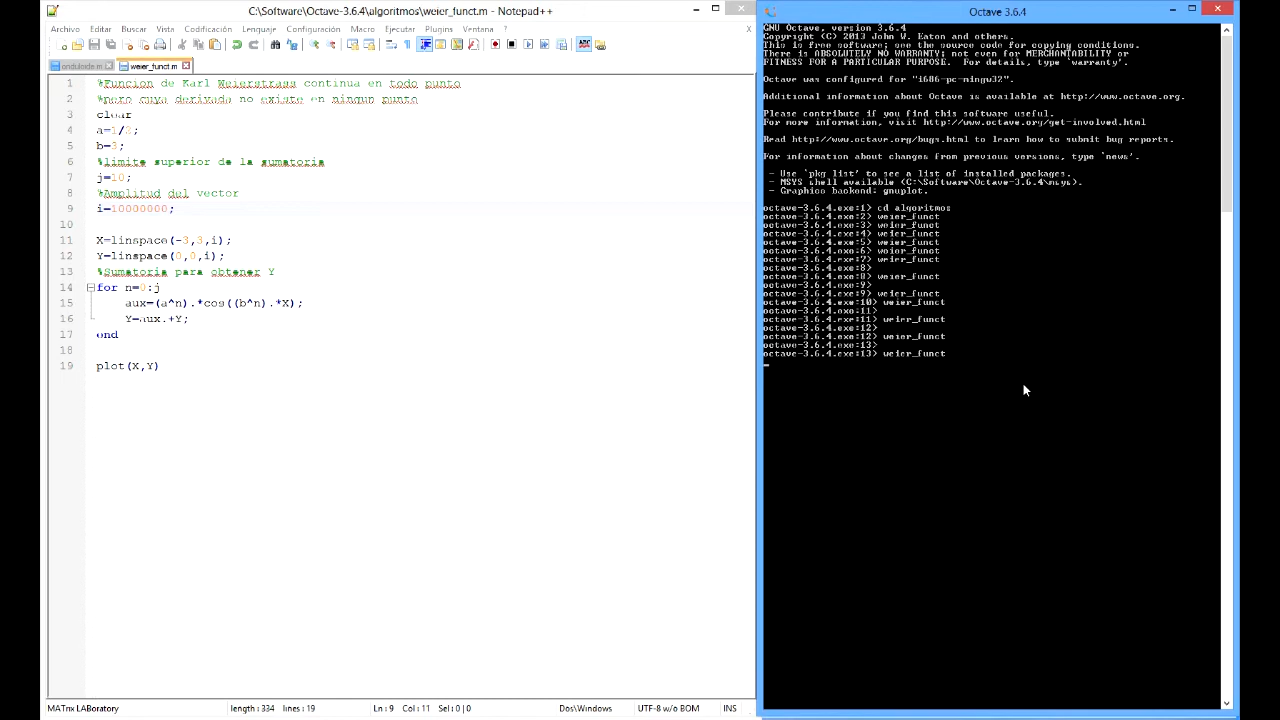 C:\Software\Octave-3.6.4\algoritmos\weier_funct.m - Notepad++
Archivo Editar Buscar Vista Codificación Lenguaje Configuración Macro Ejecutar Plugins Ventana ? X
onduloide.m weier_funct.m
1 %Funcion de Karl Weierstrass continua en todo punto
2 %pero cuya derivada no existe en ningun punto
3 clear
4 a=1/2;
5 b=3;
6 %limite superior de la sumatoria
7 j=10;
8 %Amplitud del vector
9 i=10000000;
10
11 X=linspace(-3,3,i);
12 Y=linspace(0,0,i);
13 %Sumatoria para obtener Y
14 for n=0:j
15 aux=(a^n).*cos((b^n).*X);
16 Y=aux.+Y;
17 end
18
19 plot(X,Y)
MATrix LABoratory length : 334 lines : 19 Ln : 9 Col : 11 Sel : 0 | 0 Dos\Windows UTF-8 w/o BOM INS
Octave 3.6.4
GNU Octave, version 3.6.4
Copyright (C) 2013 John W. Eaton and others.
This is free software; see the source code for copying conditions.
There is ABSOLUTELY NO WARRANTY; not even for MERCHANTABILITY or
FITNESS FOR A PARTICULAR PURPOSE. For details, type `warranty'.
Octave was configured for "i686-pc-mingw32".
Additional information about Octave is available at http://www.octave.org.
Please contribute if you find this software useful.
For more information, visit http://www.octave.org/get-involved.html
Read http://www.octave.org/bugs.html to learn how to submit bug reports.
For information about changes from previous versions, type `news'.
- Use `pkg list' to see a list of installed packages.
- MSYS shell available (C:\Software\Octave-3.6.4\msys).
- Graphics backend: gnuplot.
octave-3.6.4.exe:1> cd algoritmos
octave-3.6.4.exe:2> weier_funct
octave-3.6.4.exe:3> weier_funct
octave-3.6.4.exe:4> weier_funct
octave-3.6.4.exe:5> weier_funct
octave-3.6.4.exe:6> weier_funct
octave-3.6.4.exe:7> weier_funct
octave-3.6.4.exe:8>
octave-3.6.4.exe:8> weier_funct
octave-3.6.4.exe:9>
octave-3.6.4.exe:9> weier_funct
octave-3.6.4.exe:10> weier_funct
octave-3.6.4.exe:11>
octave-3.6.4.exe:11> weier_funct
octave-3.6.4.exe:12>
octave-3.6.4.exe:12> weier_funct
octave-3.6.4.exe:13>
octave-3.6.4.exe:13> weier_funct